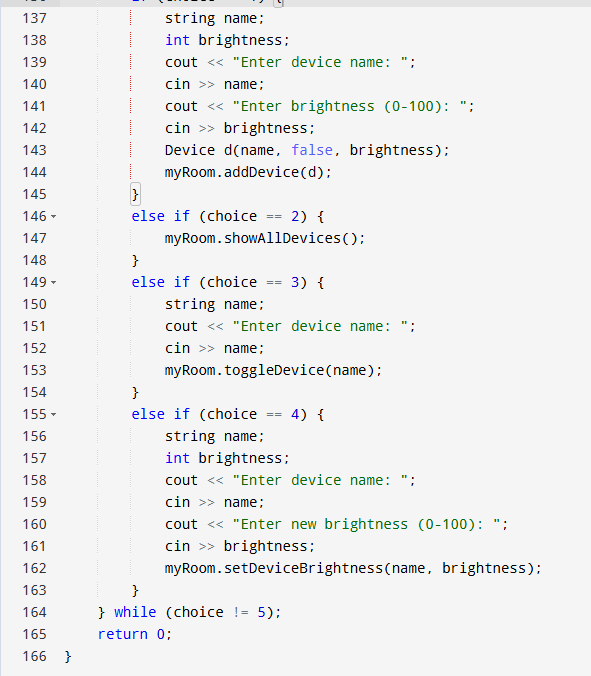 136 if (choice == 1) {
137 string name;
138 int brightness;
139 cout << "Enter device name: ";
140 cin >> name;
141 cout << "Enter brightness (0-100): ";
142 cin >> brightness;
143 Device d(name, false, brightness);
144 myRoom.addDevice(d);
145 }
146 else if (choice == 2) {
147 myRoom.showAllDevices();
148 }
149 else if (choice == 3) {
150 string name;
151 cout << "Enter device name: ";
152 cin >> name;
153 myRoom.toggleDevice(name);
154 }
155 else if (choice == 4) {
156 string name;
157 int brightness;
158 cout << "Enter device name: ";
159 cin >> name;
160 cout << "Enter new brightness (0-100): ";
161 cin >> brightness;
162 myRoom.setDeviceBrightness(name, brightness);
163 }
164 } while (choice != 5);
165 return 0;
166 }